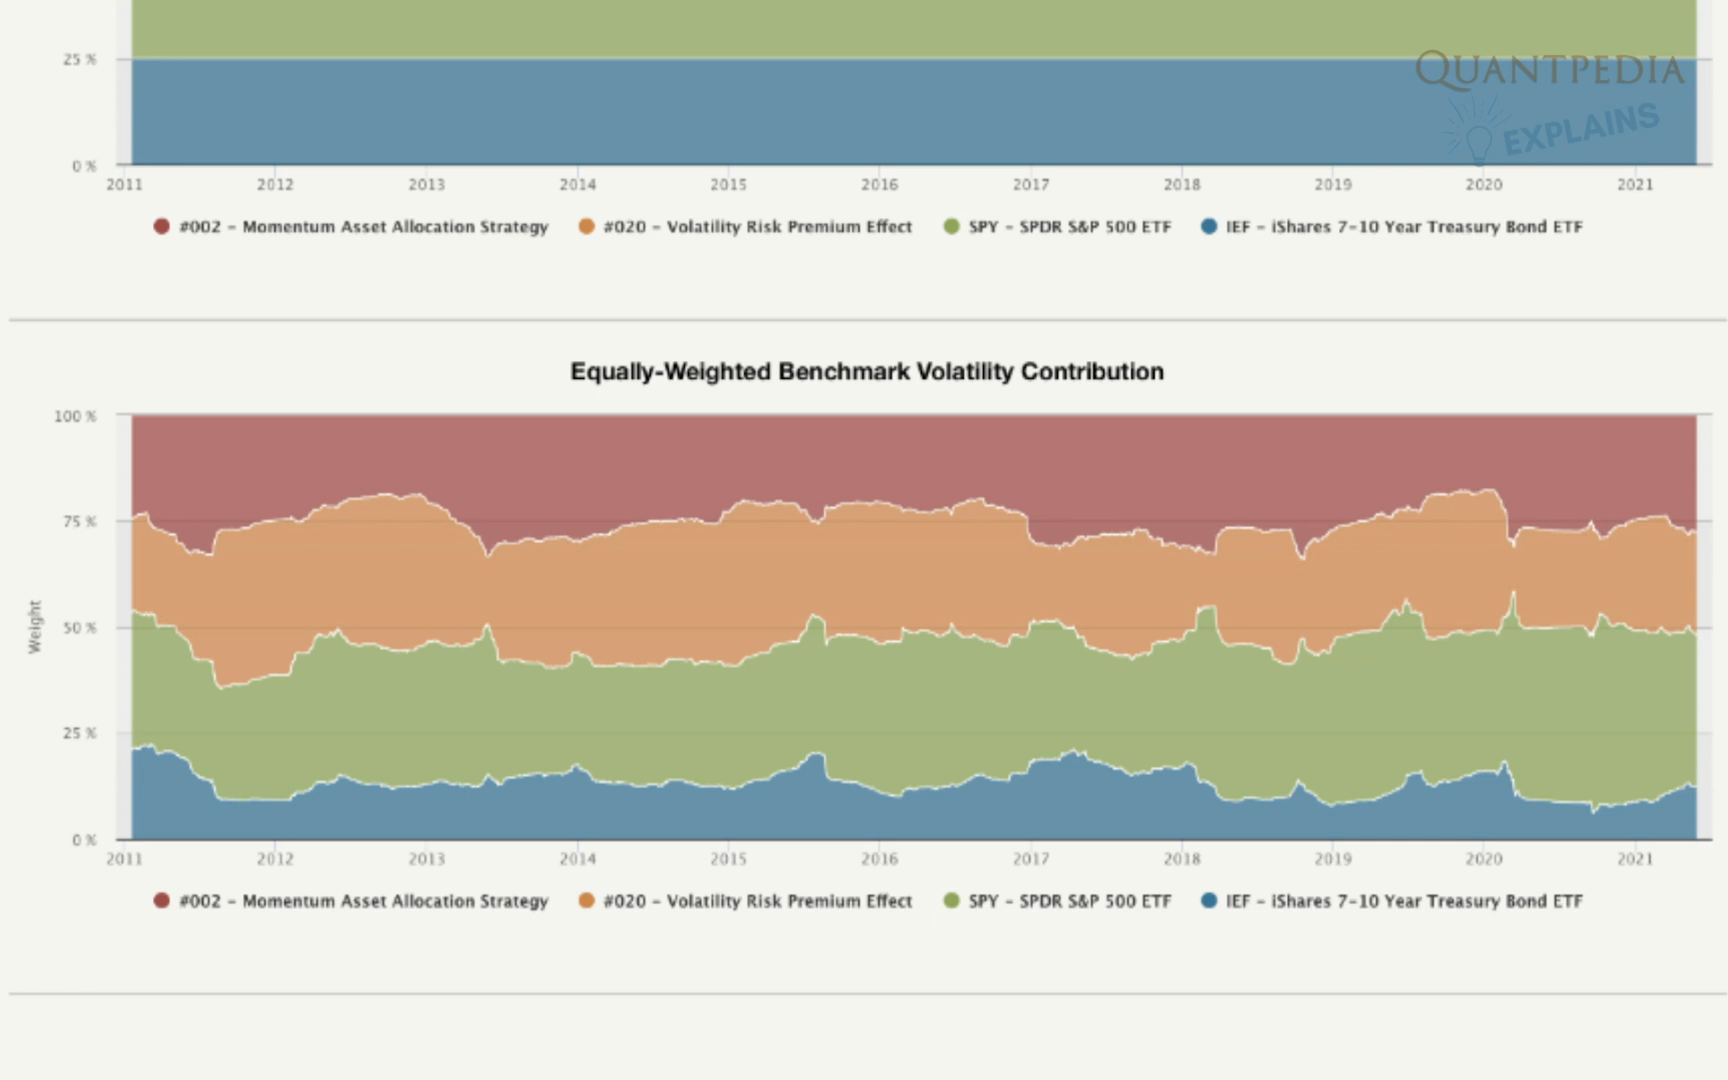 25 %
QUANTPEDIA
EXPLAINS
0 %
2011 2012 2013 2014 2015 2016 2017 2018 2019 2020 2021
#002 – Momentum Asset Allocation Strategy #020 – Volatility Risk Premium Effect SPY – SPDR S&P 500 ETF IEF – iShares 7–10 Year Treasury Bond ETF
Equally-Weighted Benchmark Volatility Contribution
100 %
75 %
Weight
50 %
25 %
0 %
2011 2012 2013 2014 2015 2016 2017 2018 2019 2020 2021
#002 – Momentum Asset Allocation Strategy #020 – Volatility Risk Premium Effect SPY – SPDR S&P 500 ETF IEF – iShares 7–10 Year Treasury Bond ETF